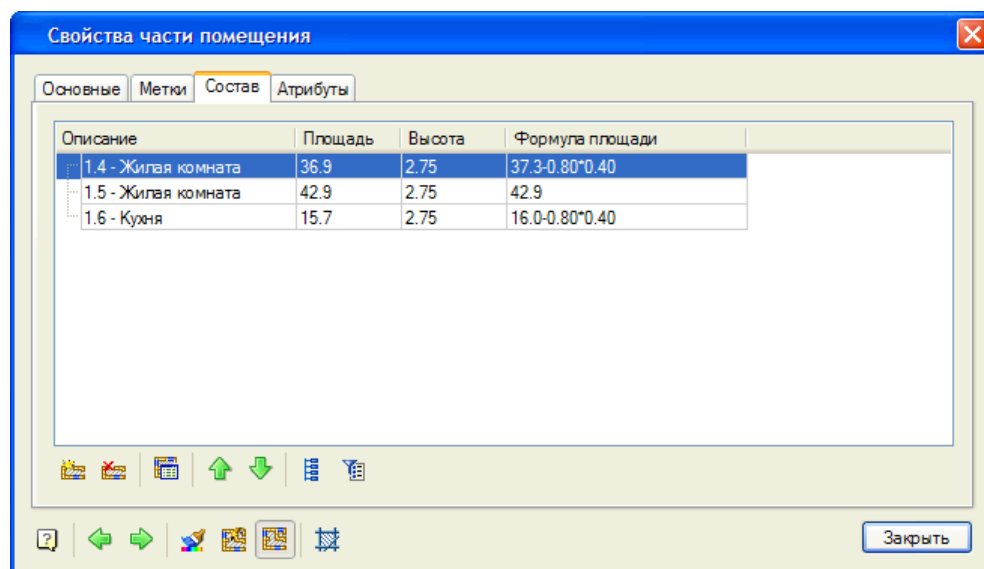 Свойства части помещения
Основные Метки Состав Атрибуты
Описание Площадь Высота Формула площади
1.4 - Жилая комната 36.9 2.75 37.3-0.80*0.40
1.5 - Жилая комната 42.9 2.75 42.9
1.6 - Кухня 15.7 2.75 16.0-0.80*0.40
Закрыть